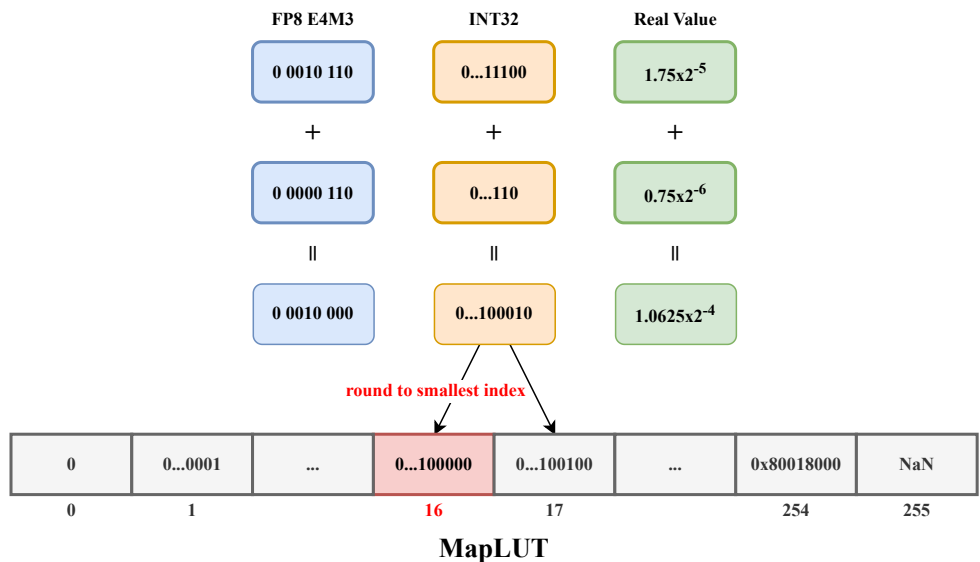 FP8 E4M3 INT32 Real Value
0 0010 110 0...11100 1.75x2^-5
+ + +
0 0000 110 0...110 0.75x2^-6
= = =
0 0010 000 0...100010 1.0625x2^-4
round to smallest index
0 0...0001 ... 0...100000 0...100100 ... 0x80018000 NaN
0 1 16 17 254 255
MapLUT